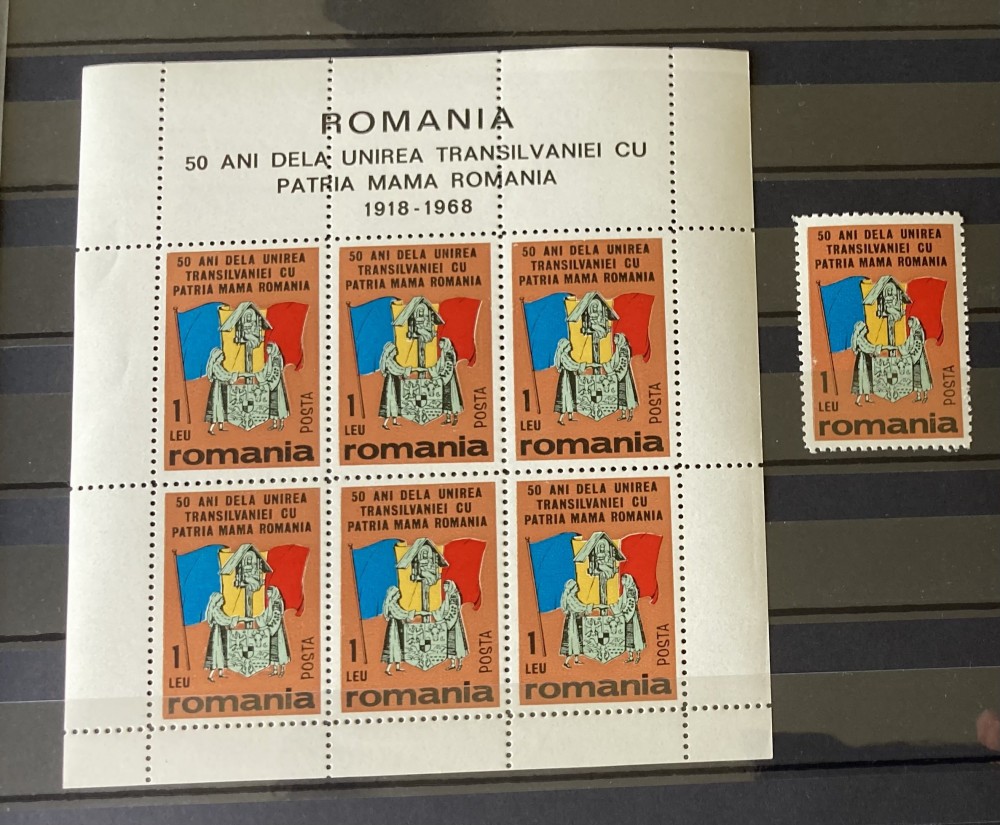 ROMANIA
50 ANI DELA UNIREA TRANSILVANIEI CU
PATRIA MAMA ROMANIA
1918-1968
50 ANI DELA UNIREA
TRANSILVANIEI CU
PATRIA MAMA ROMANIA
1
LEU
POSTA
romania
50 ANI DELA UNIREA
TRANSILVANIEI CU
PATRIA MAMA ROMANIA
1
LEU
POSTA
romania
50 ANI DELA UNIREA
TRANSILVANIEI CU
PATRIA MAMA ROMANIA
1
LEU
POSTA
romania
50 ANI DELA UNIREA
TRANSILVANIEI CU
PATRIA MAMA ROMANIA
1
LEU
POSTA
romania
50 ANI DELA UNIREA
TRANSILVANIEI CU
PATRIA MAMA ROMANIA
1
LEU
POSTA
romania
50 ANI DELA UNIREA
TRANSILVANIEI CU
PATRIA MAMA ROMANIA
1
LEU
POSTA
romania
50 ANI DELA UNIREA
TRANSILVANIEI CU
PATRIA MAMA ROMANIA
1
LEU
POSTA
romania